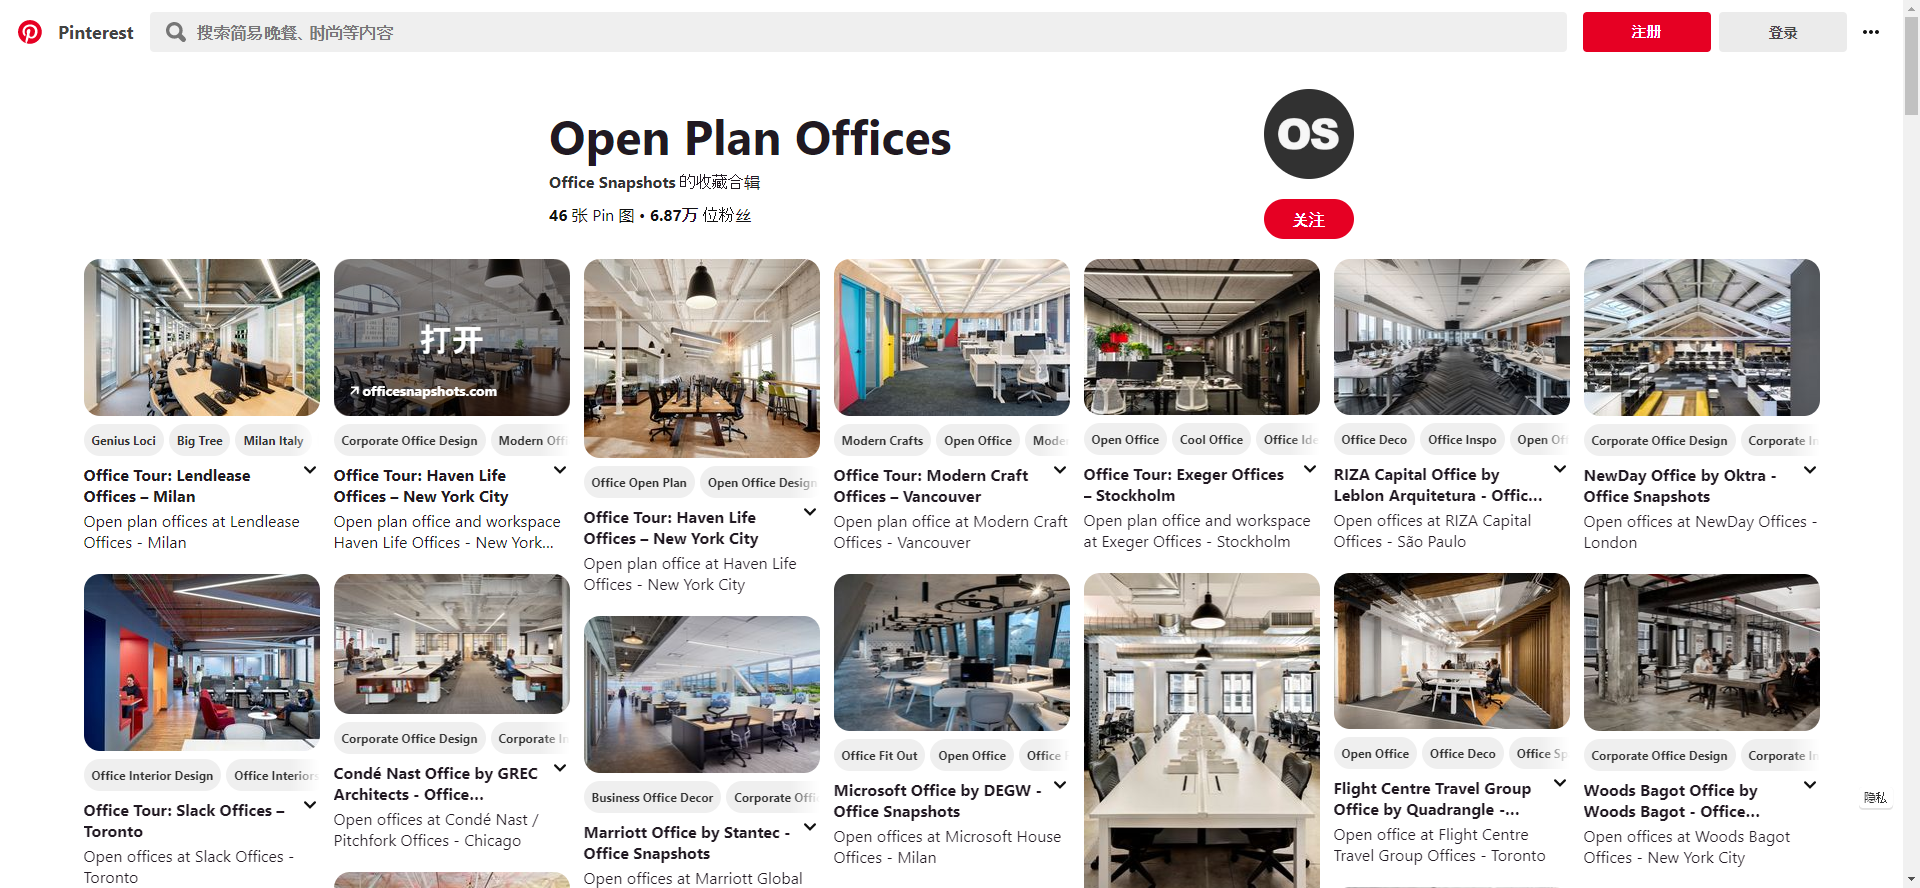 Pinterest
搜索简易晚餐、时尚等内容
注册
登录
Open Plan Offices
Office Snapshots 的收藏合辑
46 张 Pin 图 • 6.87万 位粉丝
OS
关注
Genius Loci
Big Tree
Milan Italy
Office Tour: Lendlease
Offices – Milan
Open plan offices at Lendlease
Offices - Milan
打开
officesnapshots.com
Corporate Office Design
Modern Offi
Office Tour: Haven Life
Offices – New York City
Open plan office and workspace
Haven Life Offices - New York...
Office Open Plan
Open Office Design
Office Tour: Haven Life
Offices – New York City
Open plan office at Haven Life
Offices - New York City
Modern Crafts
Open Office
Mode
Office Tour: Modern Craft
Offices – Vancouver
Open plan office at Modern Craft
Offices - Vancouver
Open Office
Cool Office
Office Ide
Office Tour: Exeger Offices
– Stockholm
Open plan office and workspace
at Exeger Offices - Stockholm
Office Deco
Office Inspo
Open Off
RIZA Capital Office by
Leblon Arquitetura - Offic...
Open offices at RIZA Capital
Offices - São Paulo
Corporate Office Design
Corporate In
NewDay Office by Oktra -
Office Snapshots
Open offices at NewDay Offices -
London
Office Interior Design
Office Interiors
Office Tour: Slack Offices –
Toronto
Open offices at Slack Offices -
Toronto
Corporate Office Design
Corporate In
Condé Nast Office by GREC
Architects - Office...
Open offices at Condé Nast /
Pitchfork Offices - Chicago
Business Office Decor
Corporate Offi
Marriott Office by Stantec -
Office Snapshots
Open offices at Marriott Global
Office Fit Out
Open Office
Office
Microsoft Office by DEGW -
Office Snapshots
Open offices at Microsoft House
Offices - Milan
Open Office
Office Deco
Office Sp
Flight Centre Travel Group
Office by Quadrangle -...
Open office at Flight Centre
Travel Group Offices - Toronto
Corporate Office Design
Corporate In
Woods Bagot Office by
Woods Bagot - Office...
Open offices at Woods Bagot
Offices - New York City
隐私